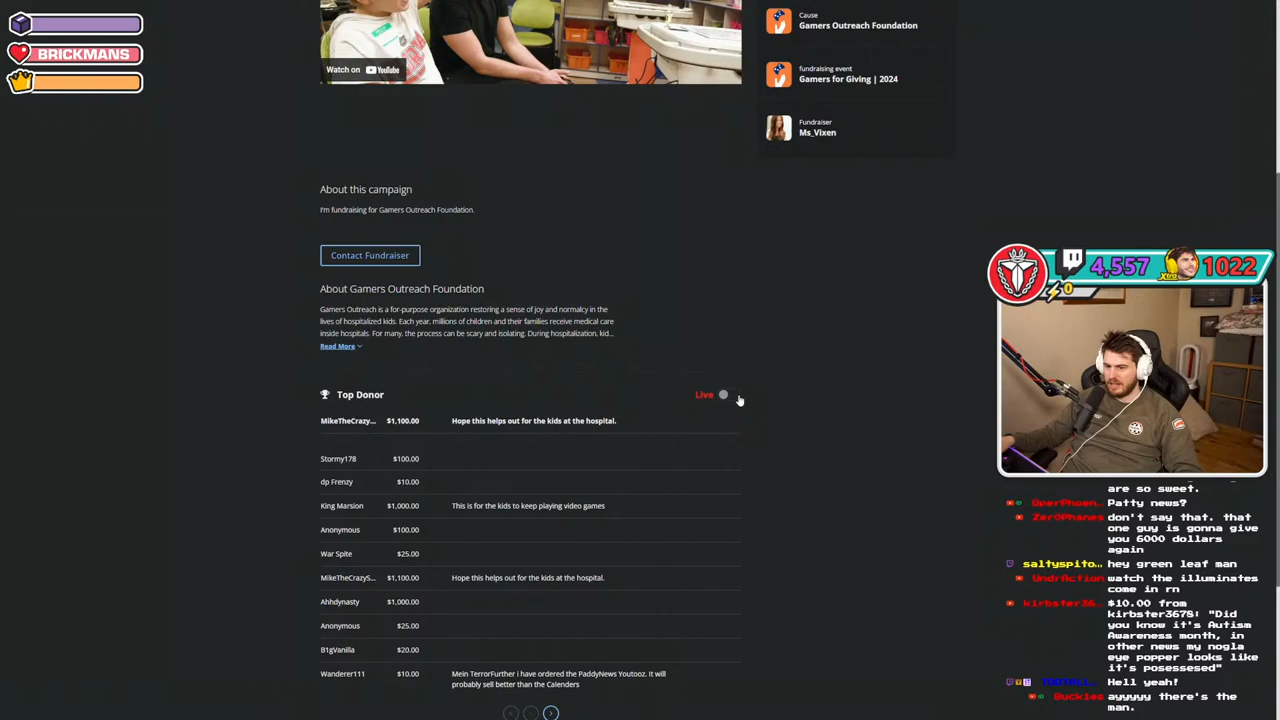 BRICKMANS
Watch on YouTube
Cause
Gamers Outreach Foundation
fundraising event
Gamers for Giving | 2024
Fundraiser
Ms_Vixen
About this campaign
I'm fundraising for Gamers Outreach Foundation.
Contact Fundraiser
About Gamers Outreach Foundation
Gamers Outreach is a for-purpose organization restoring a sense of joy and normalcy in the
lives of hospitalized kids. Each year, millions of children and their families receive medical care
inside hospitals. For many, the process can be scary and isolating. During hospitalization, kid...
Read More
Top Donor
Live
MikeTheCrazy... $1,100.00 Hope this helps out for the kids at the hospital.
Stormy178 $100.00
dp Frenzy $10.00
King Marsion $1,000.00 This is for the kids to keep playing video games
Anonymous $100.00
War Spite $25.00
MikeTheCrazyS... $1,100.00 Hope this helps out for the kids at the hospital.
Ahhdynasty $1,000.00
Anonymous $25.00
B1gVanilla $20.00
Wanderer111 $10.00 Mein TerrorFurther i have ordered the PaddyNews Youtooz. It will
probably sell better than the Calenders
4,557 Xtra 1022
0
are so sweet.
OperPhoen... Patty news?
Zer0Phanes don't say that. that
one guy is gonna give
you 6000 dollars
again
saltyspito... hey green leaf man
UndrAction watch the illuminates
come in rn
kirbster36... $10.00 from
kirbster3678: "Did
you know it's Autism
Awareness month, in
other news my nogla
eye popper looks like
it's posessesed"
Hell yeah!
Buckles ayyyyy there's the
man.